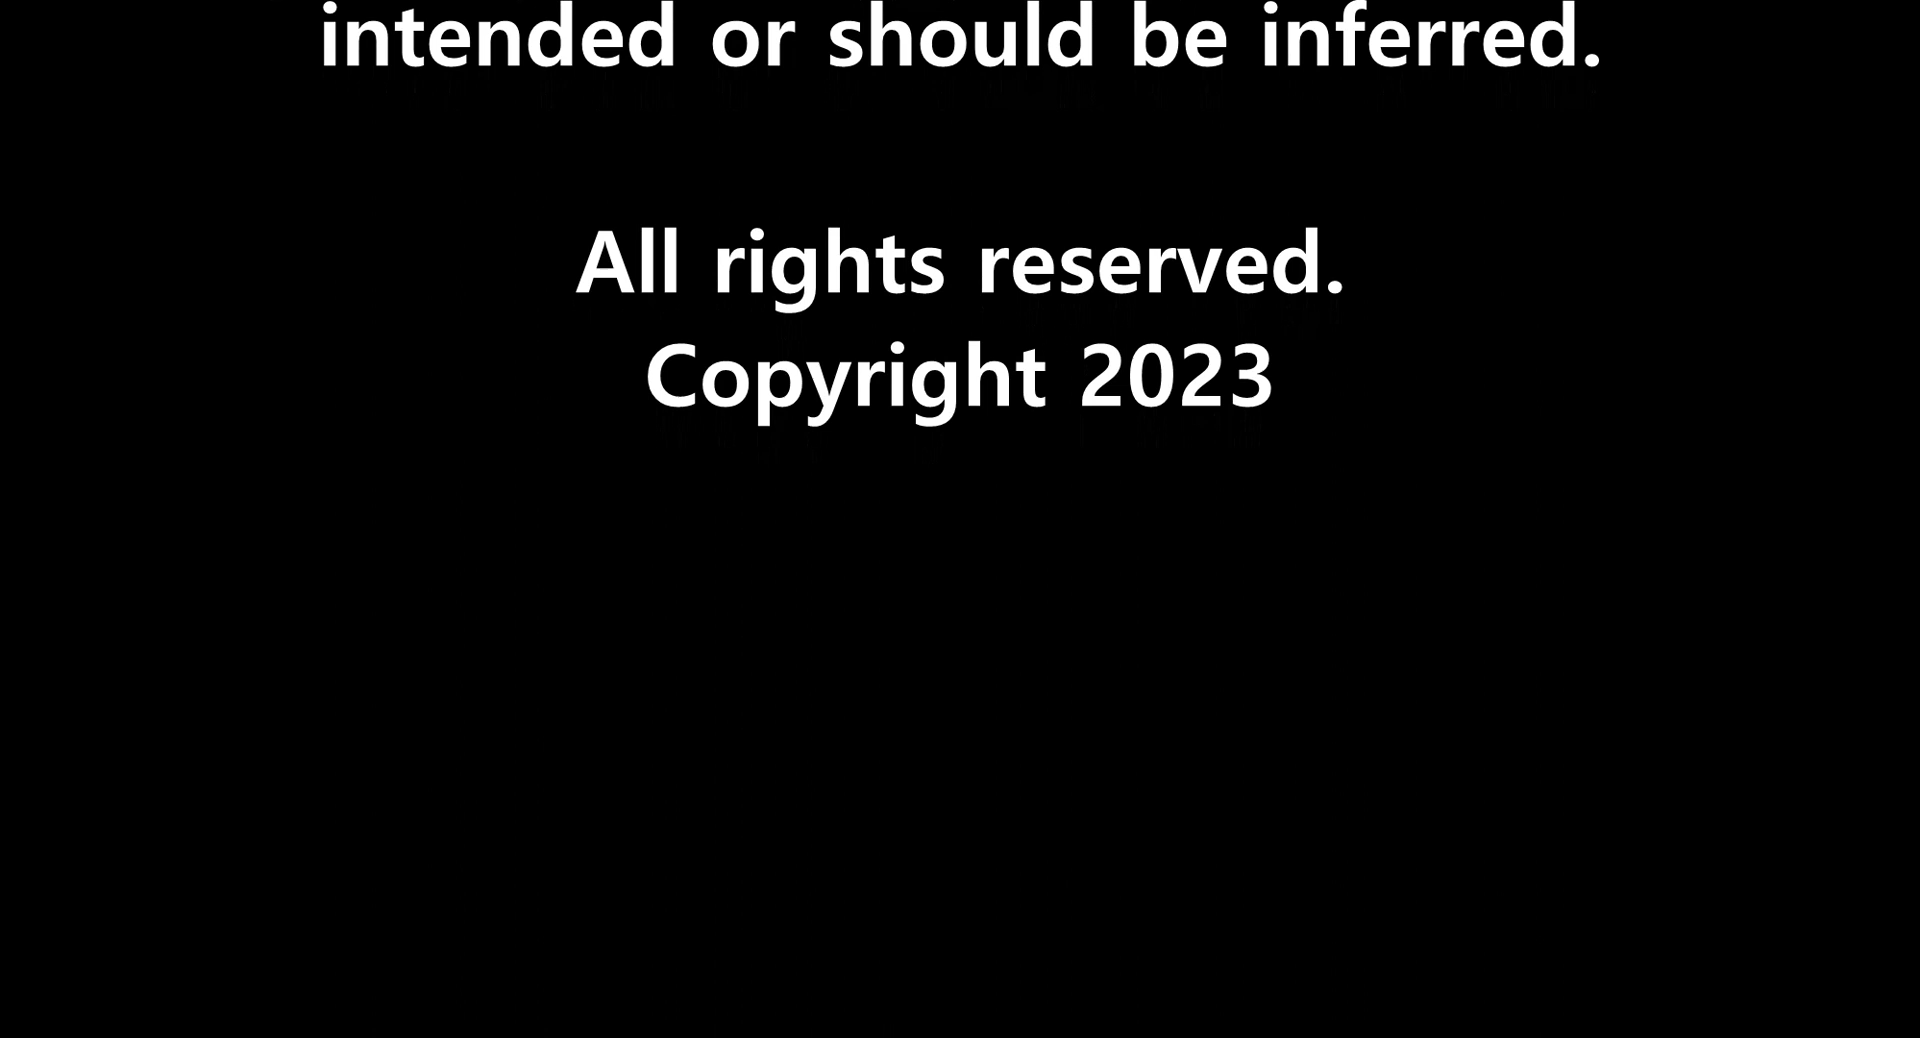 intended or should be inferred.
All rights reserved.
Copyright 2023